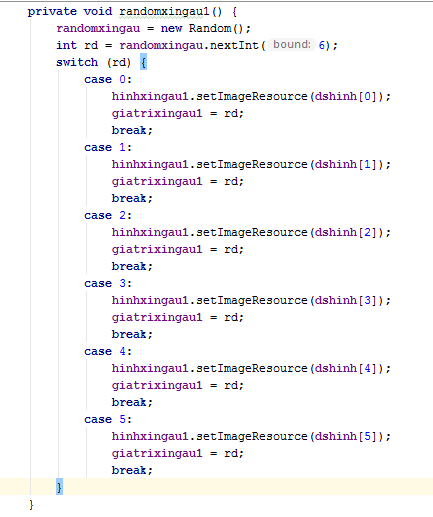 private void randomxingau1() {
    randomxingau = new Random();
    int rd = randomxingau.nextInt( bound: 6);
    switch (rd) {
        case 0:
            hinhxingau1.setImageResource(dshinh[0]);
            giatrixingau1 = rd;
            break;
        case 1:
            hinhxingau1.setImageResource(dshinh[1]);
            giatrixingau1 = rd;
            break;
        case 2:
            hinhxingau1.setImageResource(dshinh[2]);
            giatrixingau1 = rd;
            break;
        case 3:
            hinhxingau1.setImageResource(dshinh[3]);
            giatrixingau1 = rd;
            break;
        case 4:
            hinhxingau1.setImageResource(dshinh[4]);
            giatrixingau1 = rd;
            break;
        case 5:
            hinhxingau1.setImageResource(dshinh[5]);
            giatrixingau1 = rd;
            break;
    }
}